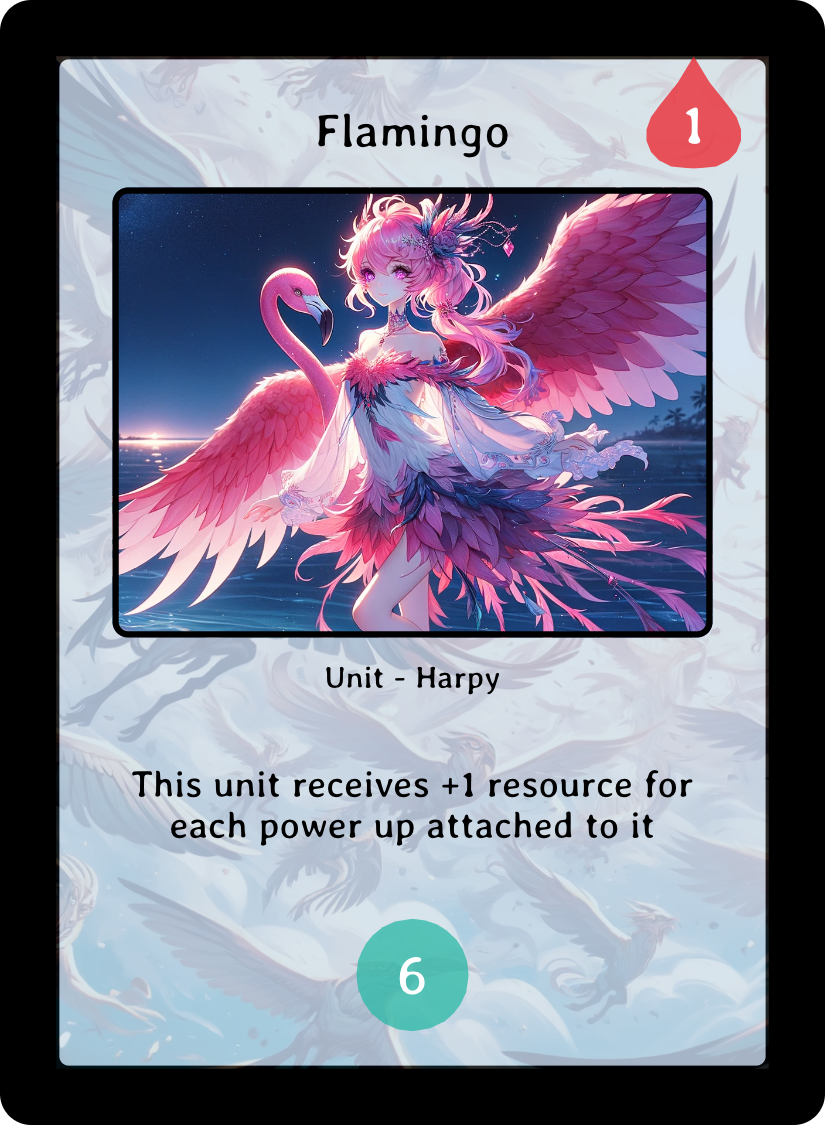 Flamingo
1
Unit - Harpy
This unit receives +1 resource for
each power up attached to it
6